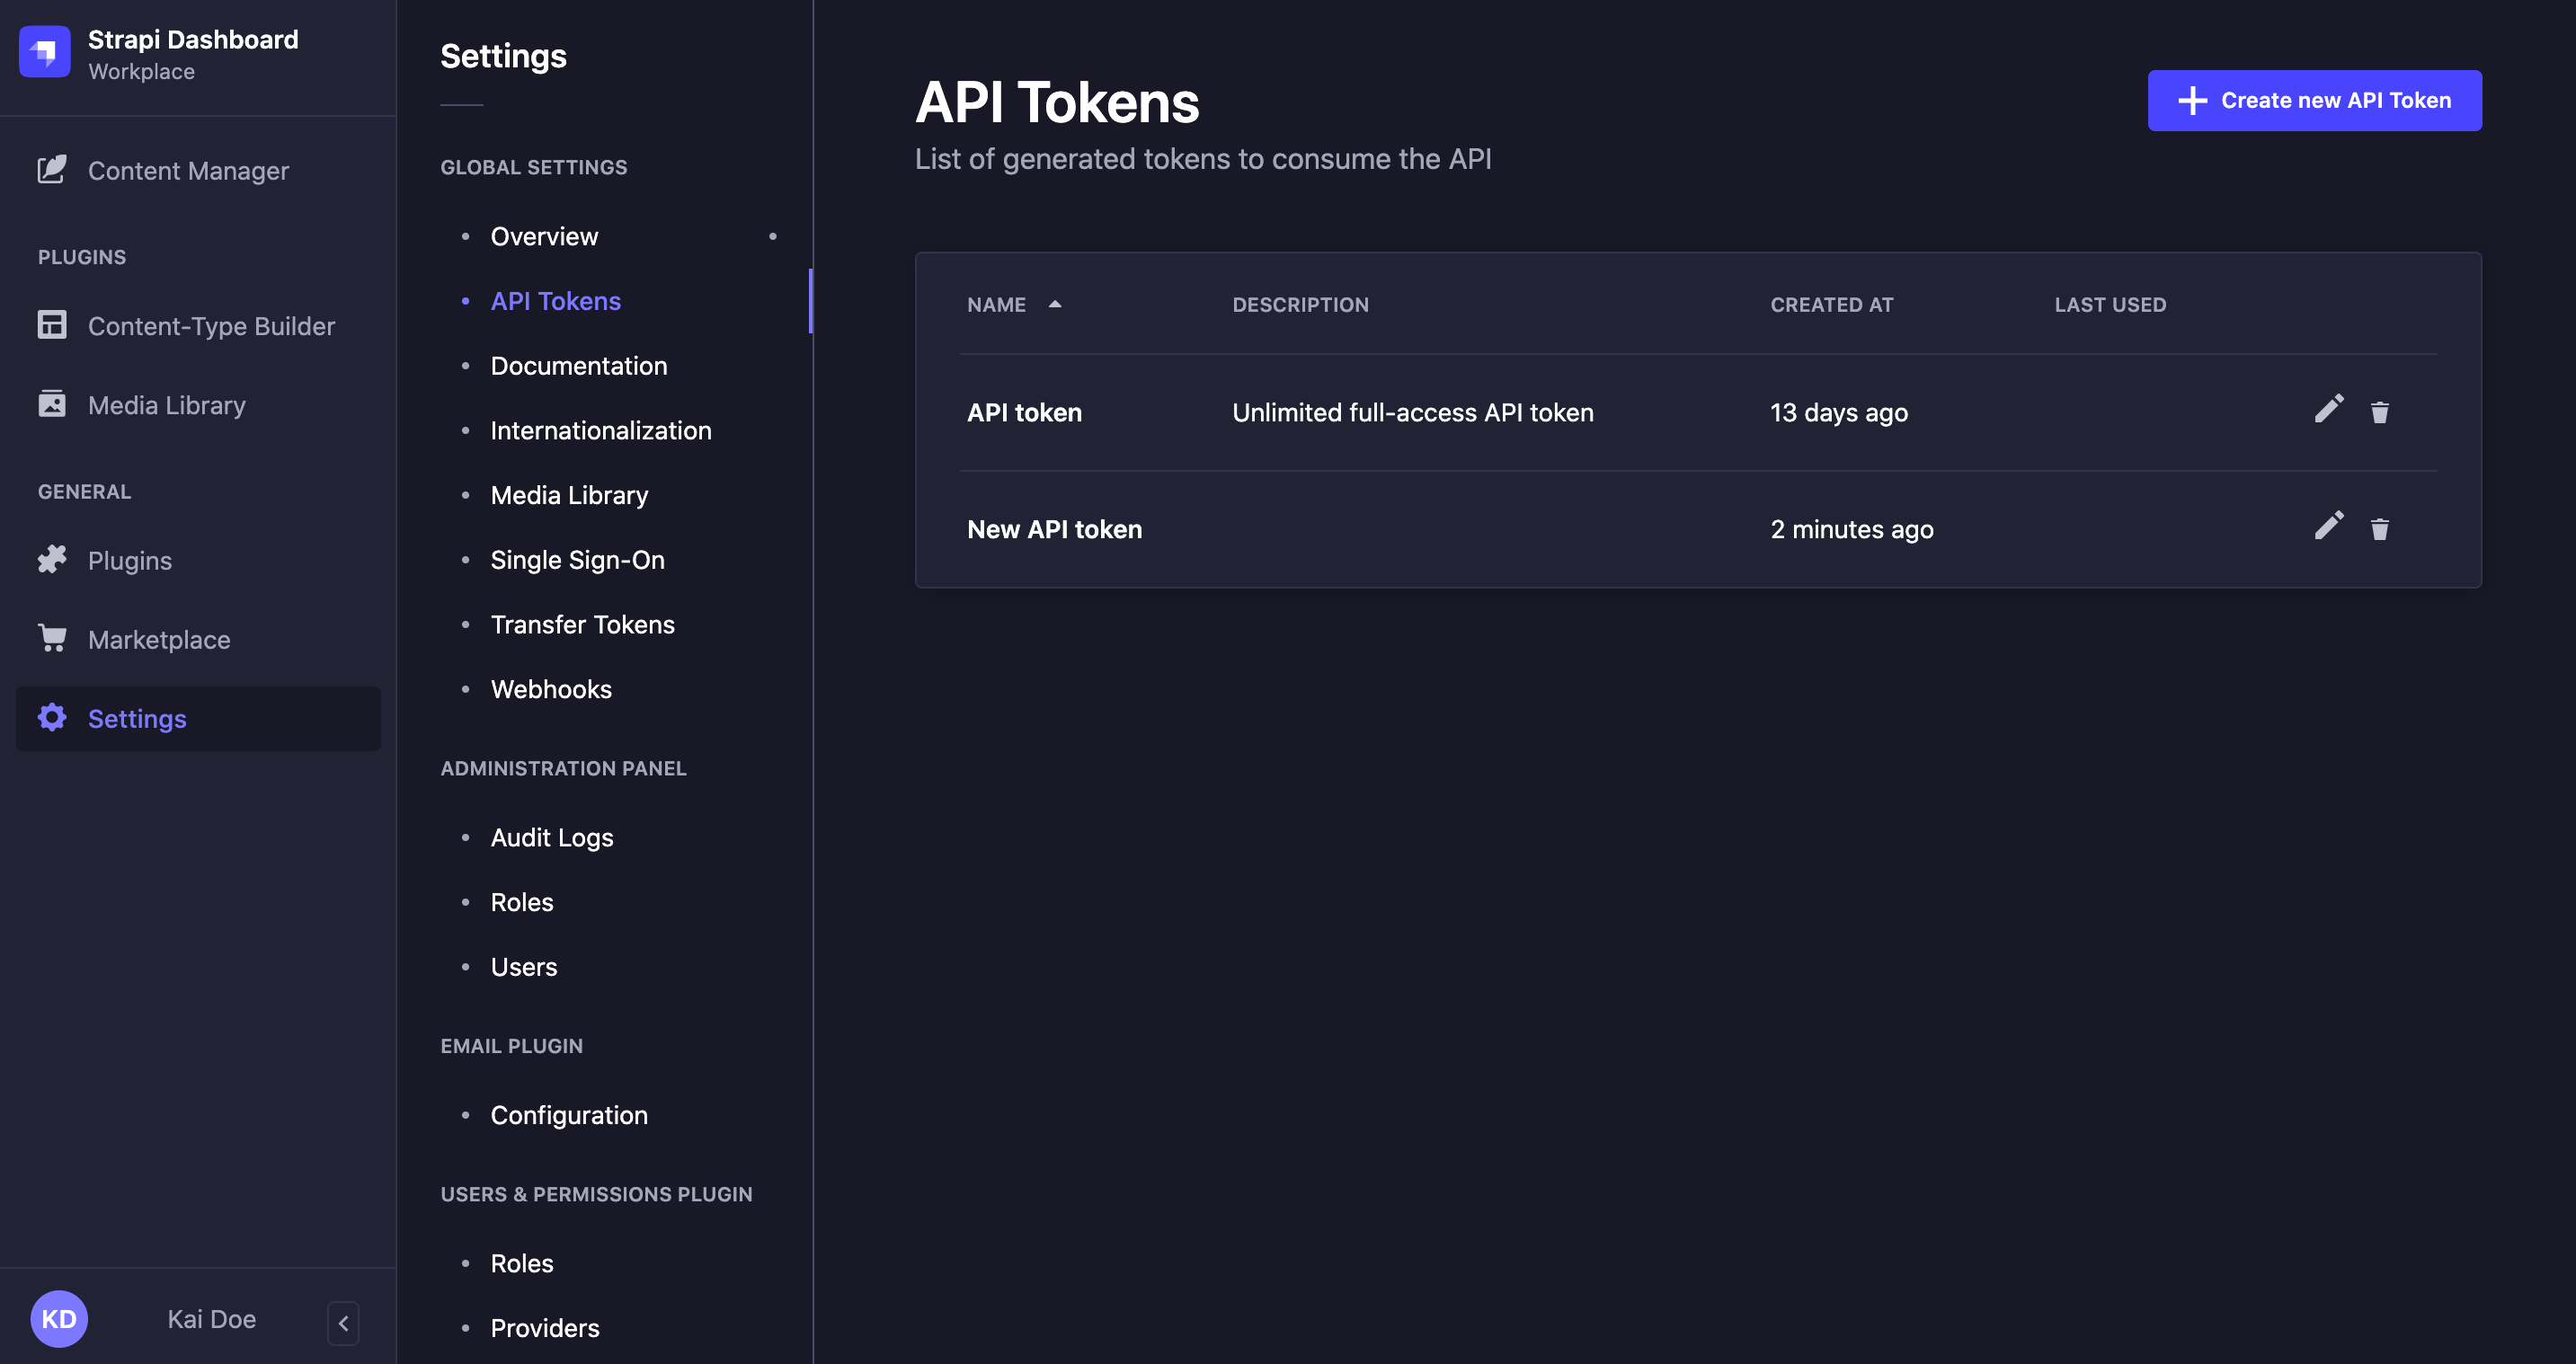 Strapi Dashboard
Workplace
Content Manager
PLUGINS
Content-Type Builder
Media Library
GENERAL
Plugins
Marketplace
Settings
KD
Kai Doe
Settings
GLOBAL SETTINGS
Overview
API Tokens
Documentation
Internationalization
Media Library
Single Sign-On
Transfer Tokens
Webhooks
ADMINISTRATION PANEL
Audit Logs
Roles
Users
EMAIL PLUGIN
Configuration
USERS & PERMISSIONS PLUGIN
Roles
Providers
API Tokens
List of generated tokens to consume the API
Create new API Token
NAME DESCRIPTION CREATED AT LAST USED
API token Unlimited full-access API token 13 days ago
New API token 2 minutes ago